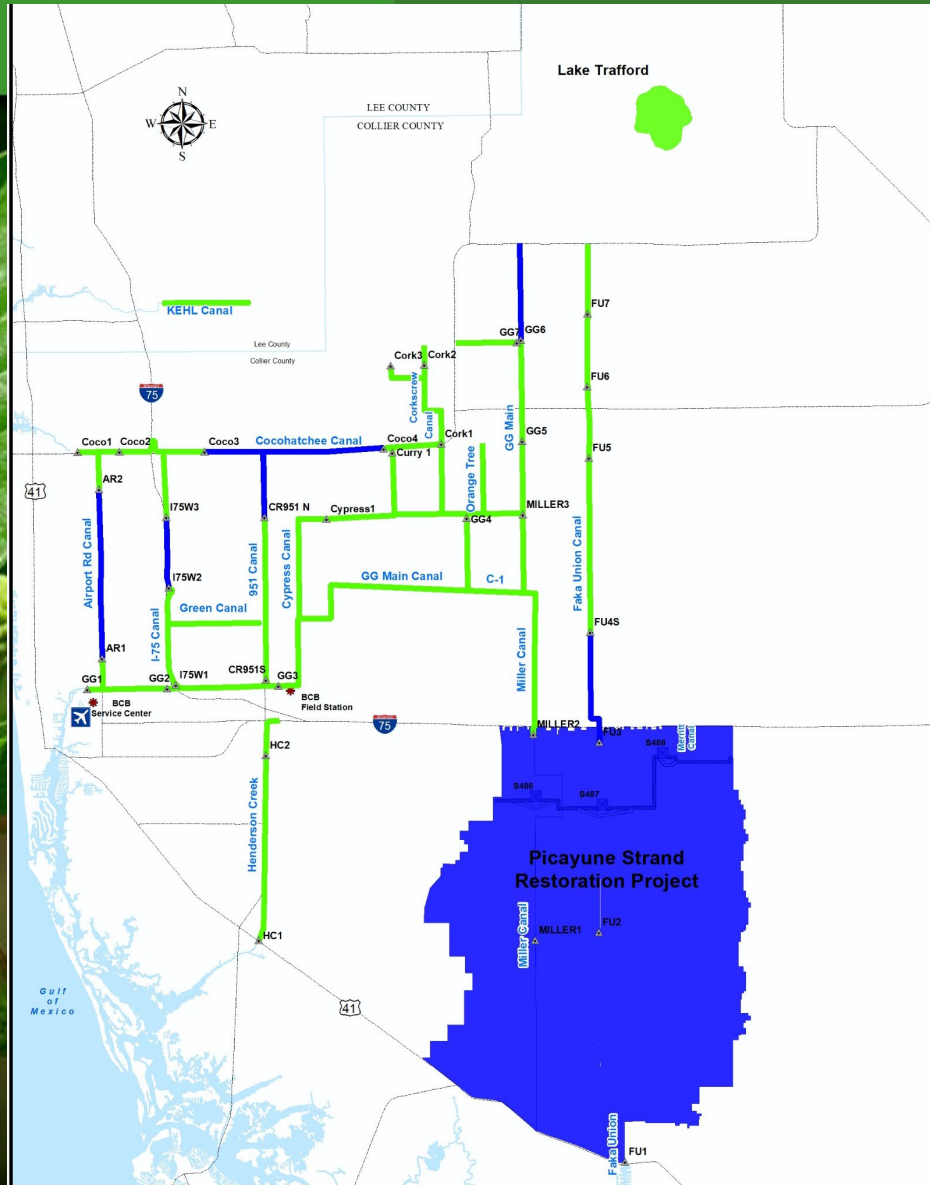 Lake Trafford
N
W
E
S
LEE COUNTY
COLLIER COUNTY
FU7
KEHL Canal
GG7
GG6
Lee County
Collier County
Cork3
Cork2
FU6
75
Corkscrew
Canal
GG Main
Coco1
Coco2
Coco3
Cocohatchee Canal
Coco4
Cork1
GG5
Curry 1
FU5
41
AR2
Orange Tree
I75W3
CR951 N
Cypress1
GG4
MILLER3
Airport Rd Canal
951 Canal
Cypress Canal
Faka Union Canal
I75W2
GG Main Canal
C-1
Green Canal
I-75 Canal
FU4S
AR1
Miller Canal
GG1
GG2
I75W1
CR951S
GG3
BCB
Service Center
BCB
Field Station
75
MILLER2
HC2
FU3
Merritt
Canal
S488
S486
S487
Henderson Creek
Picayune Strand
Restoration Project
HC1
MILLER1
FU2
Miller Canal
Gulf
of
Mexico
41
Faka Union
FU1